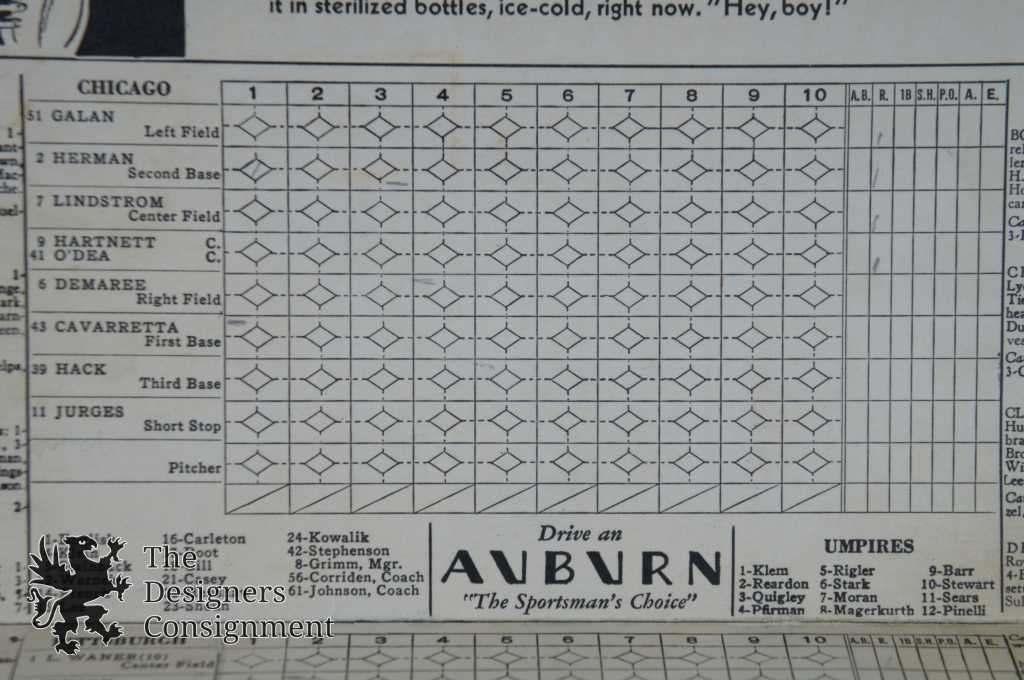 it in sterilized bottles, ice-cold, right now. "Hey, boy!"
CHICAGO 1 2 3 4 5 6 7 8 9 10 A.B. R. 1B S.H. P.O. A. E.
51 GALAN
Left Field
2 HERMAN
Second Base
7 LINDSTROM
Center Field
9 HARTNETT C.
41 O'DEA C.
6 DEMAREE
Right Field
43 CAVARRETTA
First Base
39 HACK
Third Base
11 JURGES
Short Stop
Pitcher
16-Carleton
21-Casey
24-Kowalik
42-Stephenson
8-Grimm, Mgr.
56-Corriden, Coach
61-Johnson, Coach
Drive an
AUBURN
"The Sportsman's Choice"
UMPIRES
1-Klem 5-Rigler 9-Barr
2-Reardon 6-Stark 10-Stewart
3-Quigley 7-Moran 11-Sears
4-Pfirman 8-Magerkurth 12-Pinelli
The
Designers
Consignment
PITTSBURGH 1 2 3 4 5 6 7 8 9 10 A.B. R. 1B S.H. P.O. A. E.
L. WANER (10)
Center Field